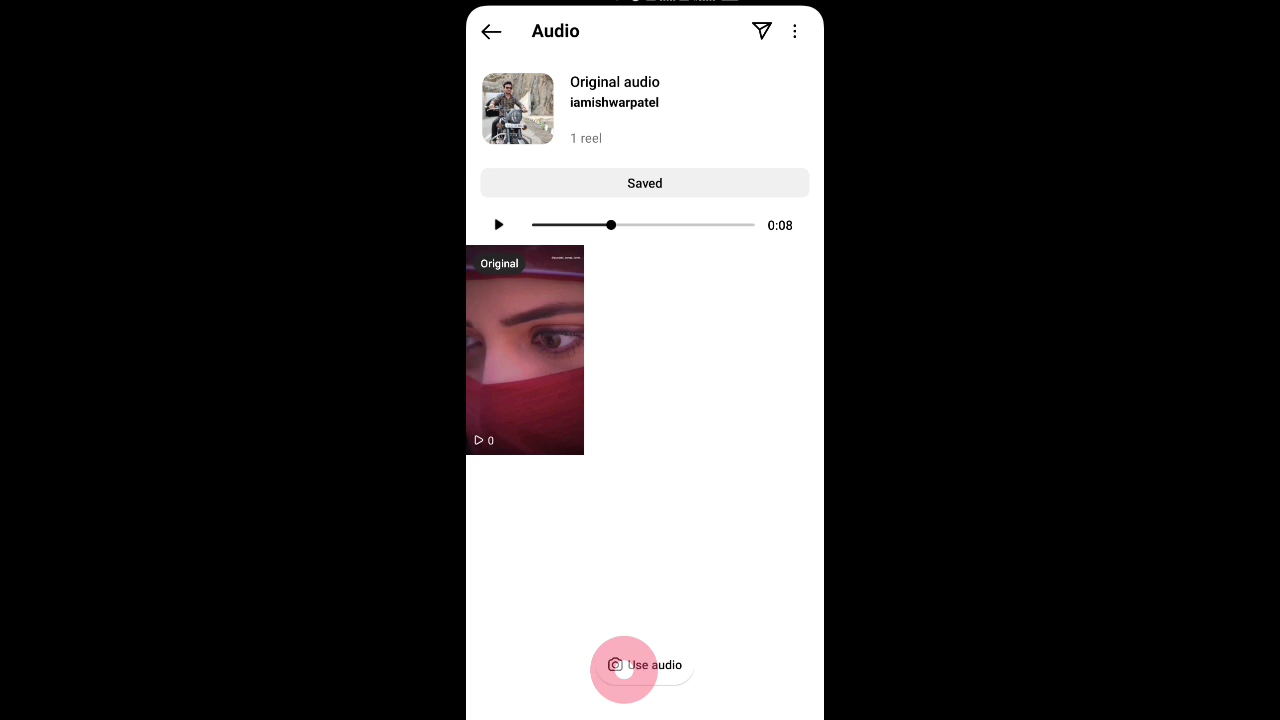 Audio
Original audio
iamishwarpatel
1 reel
Saved
0:08
Original
0
Use audio